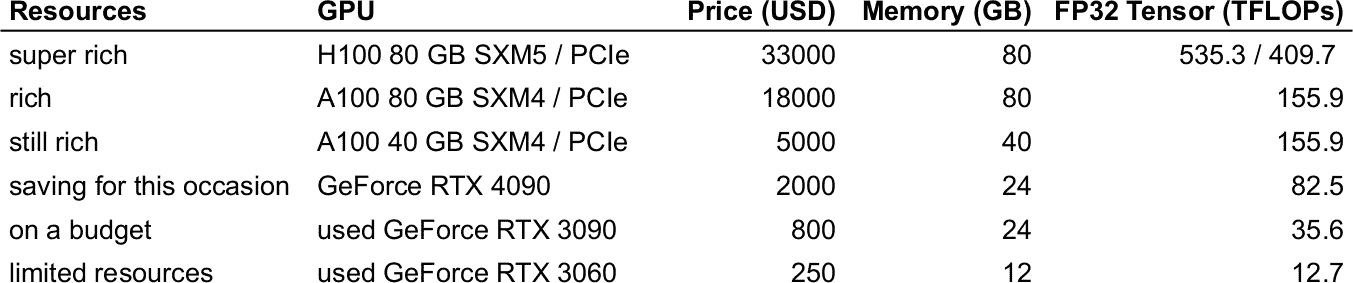 Resources GPU Price (USD) Memory (GB) FP32 Tensor (TFLOPs)
super rich H100 80 GB SXM5 / PCIe 33000 80 535.3 / 409.7
rich A100 80 GB SXM4 / PCIe 18000 80 155.9
still rich A100 40 GB SXM4 / PCIe 5000 40 155.9
saving for this occasion GeForce RTX 4090 2000 24 82.5
on a budget used GeForce RTX 3090 800 24 35.6
limited resources used GeForce RTX 3060 250 12 12.7